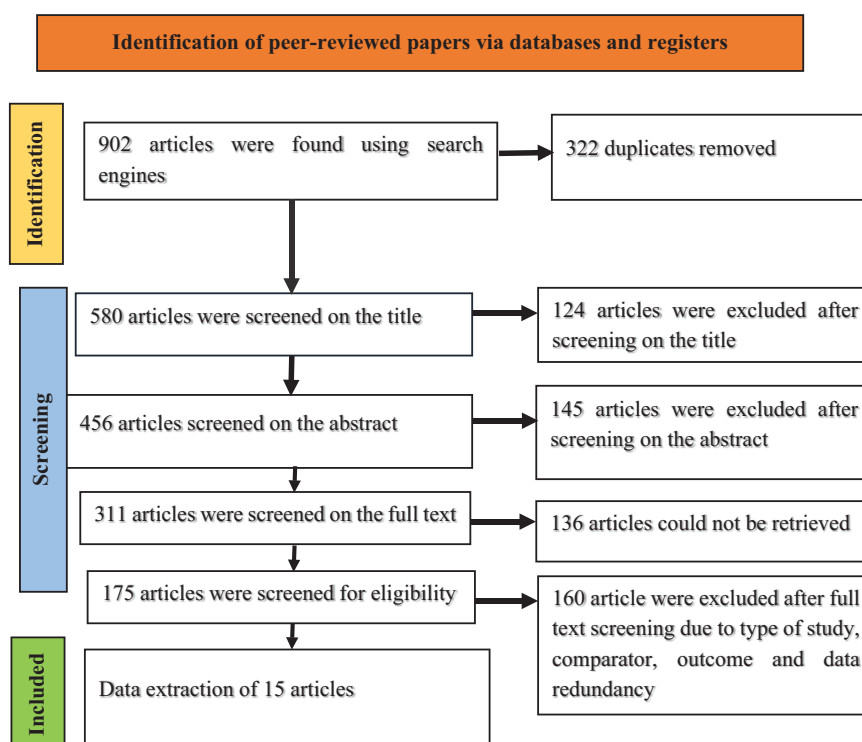 Identification of peer-reviewed papers via databases and registers
Identification
902 articles were found using search
engines
322 duplicates removed
Screening
580 articles were screened on the title
124 articles were excluded after
screening on the title
456 articles screened on the abstract
145 articles were excluded after
screening on the abstract
311 articles were screened on the full text
136 articles could not be retrieved
175 articles were screened for eligibility
160 article were excluded after full
text screening due to type of study,
comparator, outcome and data
redundancy
Included
Data extraction of 15 articles